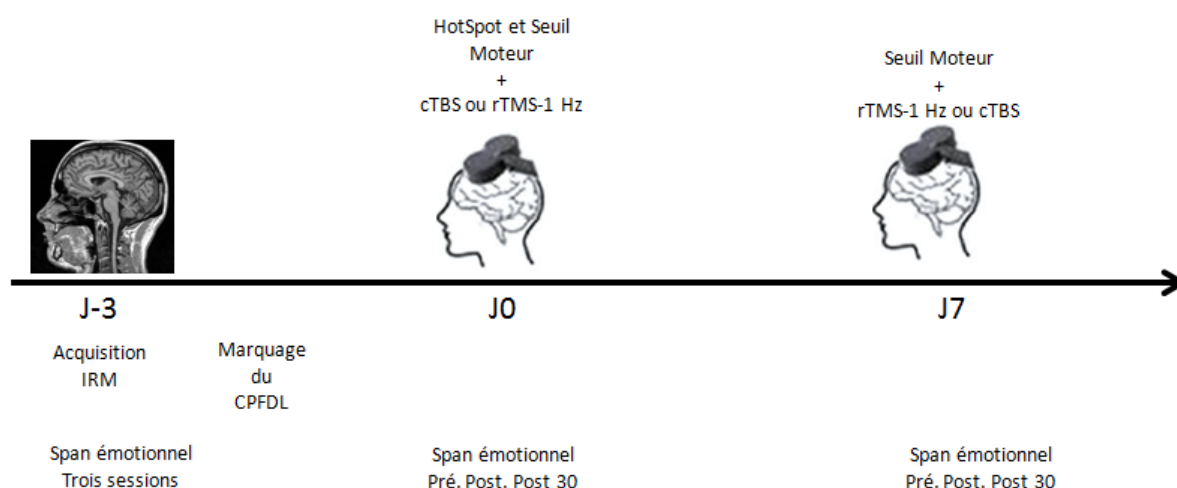 HotSpot et Seuil
Moteur
+
cTBS ou rTMS-1 Hz
Seuil Moteur
+
rTMS-1 Hz ou cTBS
J-3
J0
J7
Acquisition
IRM
Marquage
du
CPFDL
Span émotionnel
Trois sessions
Span émotionnel
Pré. Post. Post 30
Span émotionnel
Pré. Post. Post 30